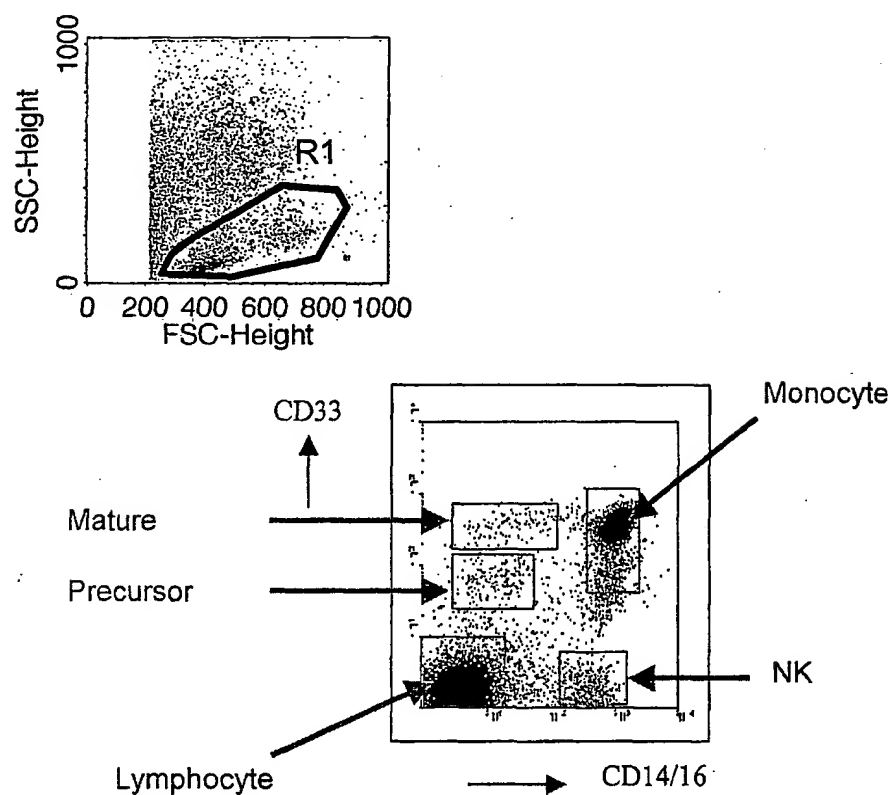 1000
SSC-Height
R1
0
0 200 400 600 800 1000
FSC-Height
CD33
Monocyte
Mature
Precursor
NK
Lymphocyte
CD14/16